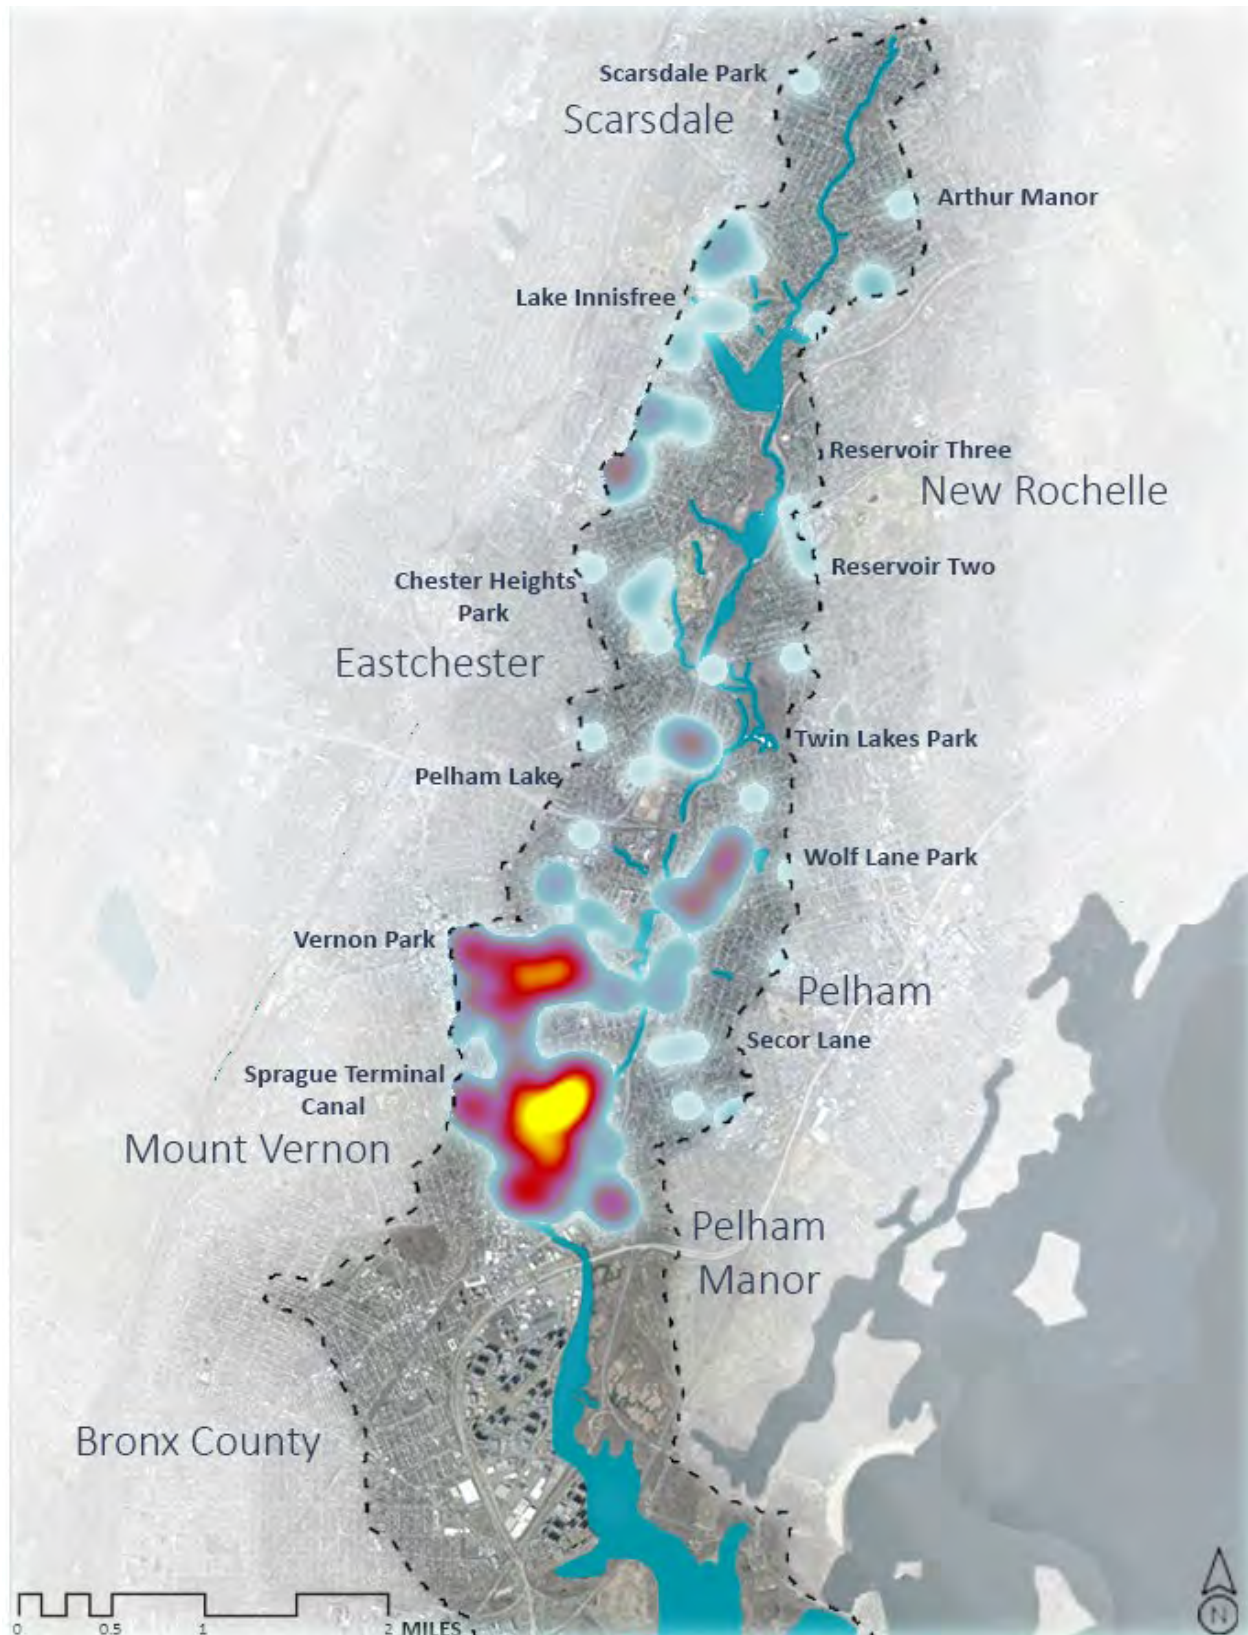 Scarsdale Park
Scarsdale
Arthur Manor
Lake Innisfree
Reservoir Three
New Rochelle
Reservoir Two
Chester Heights
Park
Eastchester
Twin Lakes Park
Pelham Lake
Wolf Lane Park
Vernon Park
Pelham
Secor Lane
Sprague Terminal
Canal
Mount Vernon
Pelham
Manor
Bronx County
0 0.5 1 2 MILES
N